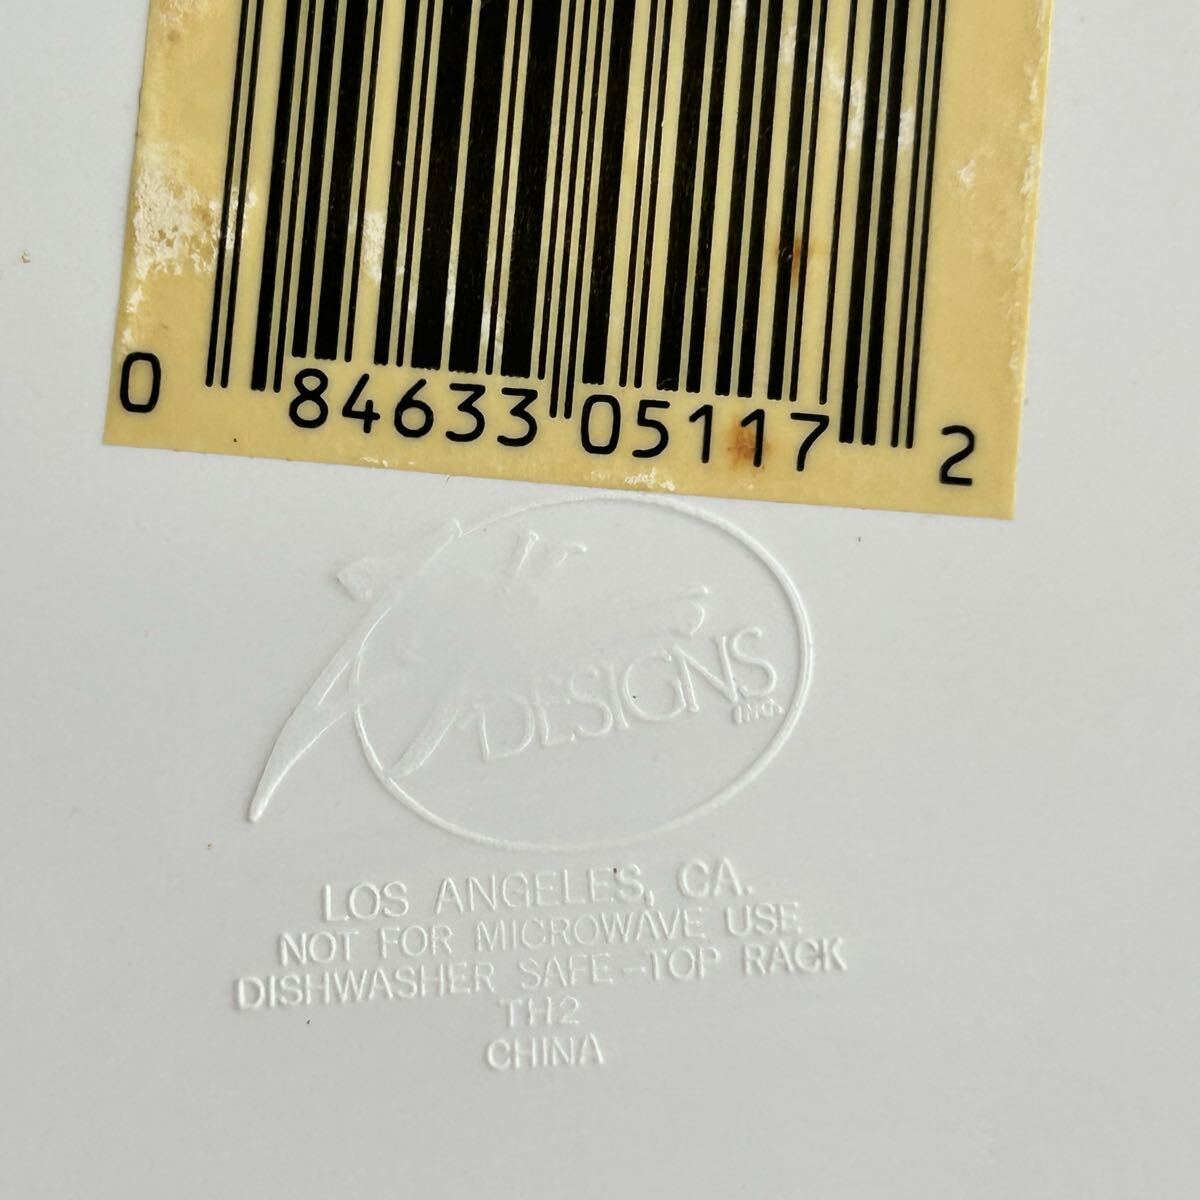 0 84633 05117 2
DESIGNS
INC.
LOS ANGELES, CA.
NOT FOR MICROWAVE USE
DISHWASHER SAFE-TOP RACK
TH2
CHINA